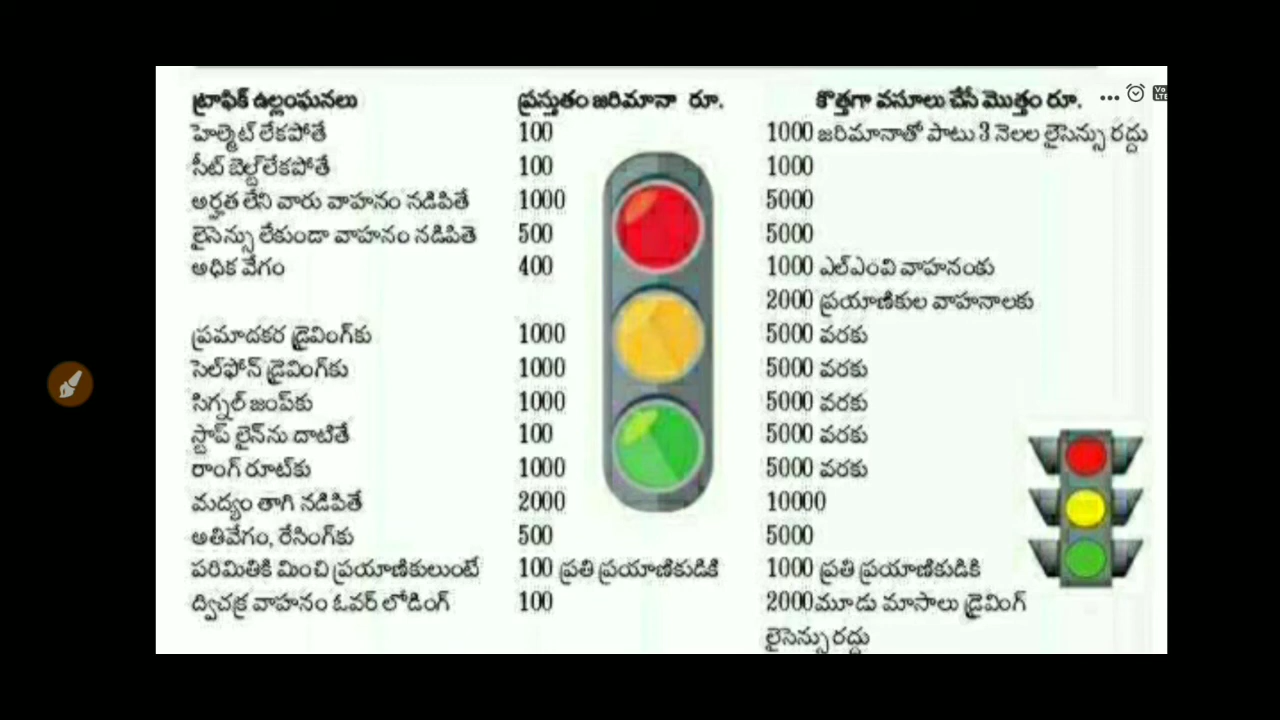 ట్రాఫిక్ ఉల్లంఘనలు ప్రస్తుతం జరిమానా రూ. కొత్తగా వసూలు చేసే మొత్తం రూ.
హెల్మెట్ లేకపోతే 100 1000 జరిమానాతో పాటు 3 నెలల లైసెన్సు రద్దు
సీట్ బెల్ట్‌లేకపోతే 100 1000
అర్హత లేని వారు వాహనం నడిపితే 1000 5000
లైసెన్సు లేకుండా వాహనం నడిపితె 500 5000
అధిక వేగం 400 1000 ఎల్ఎంవి వాహనంకు
2000 ప్రయాణికుల వాహనాలకు
ప్రమాదకర డ్రైవింగ్‌కు 1000 5000 వరకు
సెల్‌ఫోన్ డ్రైవింగ్‌కు 1000 5000 వరకు
సిగ్నల్ జంప్‌కు 1000 5000 వరకు
స్టాప్ లైన్‌ను దాటితే 100 5000 వరకు
రాంగ్ రూట్‌కు 1000 5000 వరకు
మద్యం తాగి నడిపితే 2000 10000
అతివేగం, రేసింగ్‌కు 500 5000
పరిమితికి మించి ప్రయాణికులుంటే 100 ప్రతి ప్రయాణికుడికి 1000 ప్రతి ప్రయాణికుడికి
ద్విచక్ర వాహనం ఓవర్ లోడింగ్ 100 2000మూడు మాసాలు డ్రైవింగ్
లైసెన్సు రద్దు